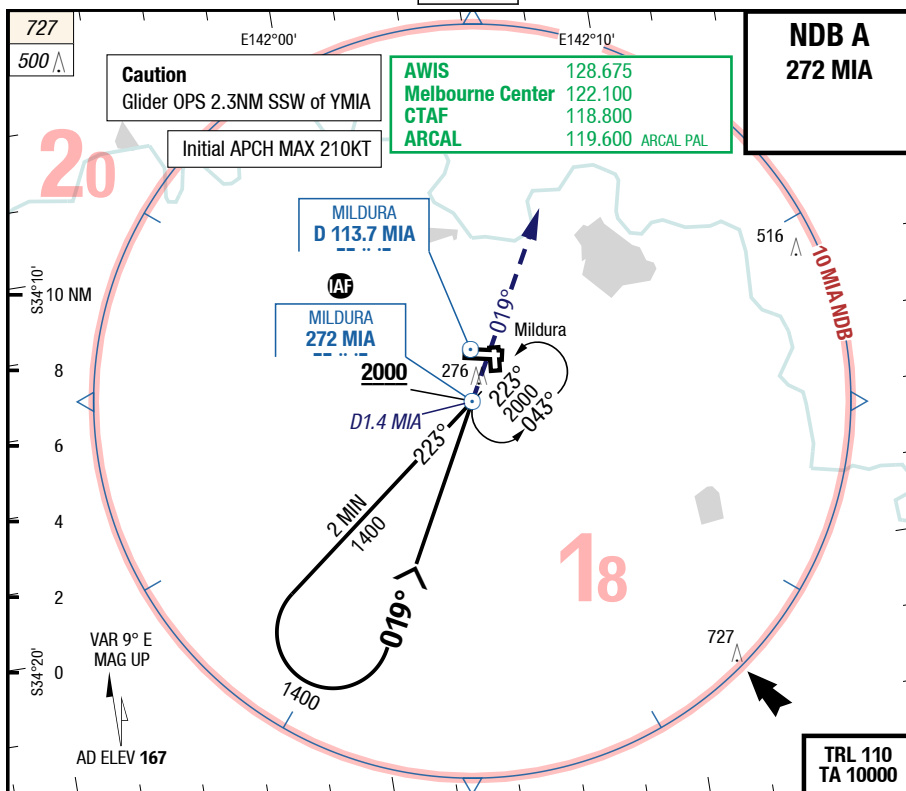 727
500
E142°00'
E142°10'
NDB A
272 MIA
Caution
Glider OPS 2.3NM SSW of YMIA
AWIS 128.675
Melbourne Center 122.100
CTAF 118.800
ARCAL 119.600 ARCAL PAL
Initial APCH MAX 210KT
20
MILDURA
D 113.7 MIA
516
10 MIA NDB
S34°10'
10 NM
IAF
MILDURA
272 MIA
019°
Mildura
8
2000
276
223°
2000
043°
D1.4 MIA
6
223°
4
2 MIN
1400
18
2
019°
VAR 9° E
MAG UP
727
S34°20'
0
1400
AD ELEV 167
TRL 110
TA 10000